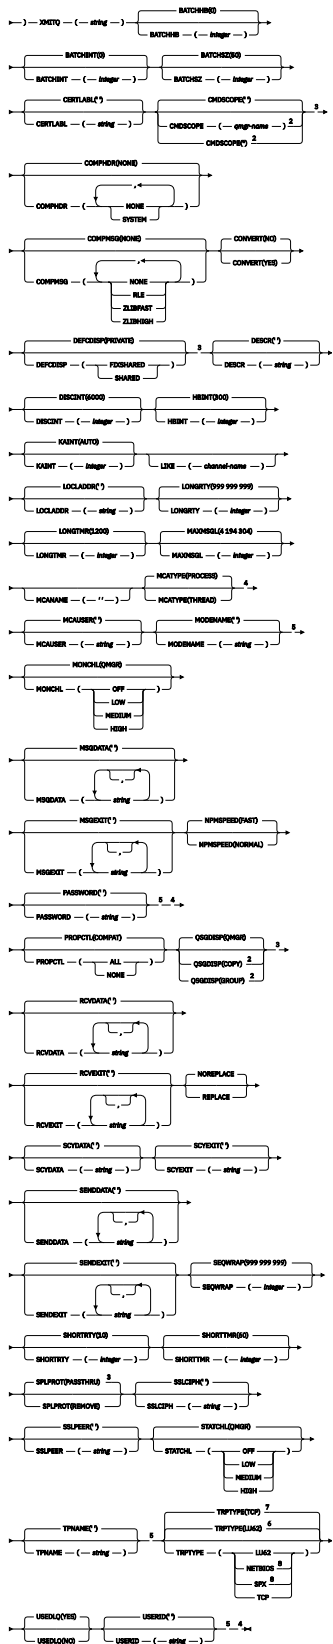 BATCHHB(0)
) — XMITQ — ( — string — )
BATCHHB — ( — integer — )
BATCHINT(0) BATCHSZ(50)
BATCHINT — ( — integer — ) BATCHSZ — ( — integer — )
CERTLABL(' ') CMDSCOPE(' ') 3
CERTLABL — ( — string — ) CMDSCOPE — ( — qmgr-name — ) 2
CMDSCOPE(*) 2
COMPHDR(NONE)
,
COMPHDR — ( NONE )
SYSTEM
COMPMSG(NONE) CONVERT(NO)
, CONVERT(YES)
COMPMSG — ( NONE )
RLE
ZLIBFAST
ZLIBHIGH
DEFCDISP(PRIVATE) 3 DESCR(' ')
DEFCDISP — ( FIXSHARED ) DESCR — ( — string — )
SHARED
DISCINT(6000) HBINT(300)
DISCINT — ( — integer — ) HBINT — ( — integer — )
KAINT(AUTO)
KAINT — ( — integer — ) LIKE — ( — channel-name — )
LOCLADDR(' ') LONGRTY(999 999 999)
LOCLADDR — ( — string — ) LONGRTY — ( — integer — )
LONGTMR(1200) MAXMSGL(4 194 304)
LONGTMR — ( — integer — ) MAXMSGL — ( — integer — )
MCATYPE(PROCESS) 4
MCANAME — ( — ' ' — ) MCATYPE(THREAD)
MCAUSER(' ') MODENAME(' ') 5
MCAUSER — ( — string — ) MODENAME — ( — string — )
MONCHL(QMGR)
MONCHL — ( OFF )
LOW
MEDIUM
HIGH
MSGDATA(' ')
,
MSGDATA — ( string )
MSGEXIT(' ') NPMSPEED(FAST)
, NPMSPEED(NORMAL)
MSGEXIT — ( string )
PASSWORD(' ') 5 4
PASSWORD — ( — string — )
PROPCTL(COMPAT) QSGDISP(QMGR) 3
PROPCTL — ( ALL ) QSGDISP(COPY) 2
NONE QSGDISP(GROUP) 2
RCVDATA(' ')
,
RCVDATA — ( string )
RCVEXIT(' ') NOREPLACE
, REPLACE
RCVEXIT — ( string )
SCYDATA(' ') SCYEXIT(' ')
SCYDATA — ( — string — ) SCYEXIT — ( — string — )
SENDDATA(' ')
,
SENDDATA — ( string )
SENDEXIT(' ') SEQWRAP(999 999 999)
, SEQWRAP — ( — integer — )
SENDEXIT — ( string )
SHORTRTY(10) SHORTTMR(60)
SHORTRTY — ( — integer — ) SHORTTMR — ( — integer — )
SPLPROT(PASSTHRU) 3 SSLCIPH(' ')
SPLPROT(REMOVE) SSLCIPH — ( — string — )
SSLPEER(' ') STATCHL(QMGR)
SSLPEER — ( — string — ) STATCHL — ( OFF )
LOW
MEDIUM
HIGH
TRPTYPE(TCP) 7
TPNAME(' ') 5 TRPTYPE(LU62) 6
TPNAME — ( — string — ) TRPTYPE — ( LU62 )
NETBIOS 8
SPX 8
TCP
USEDLQ(YES) USERID(' ') 5 4
USEDLQ(NO) USERID — ( — string — )